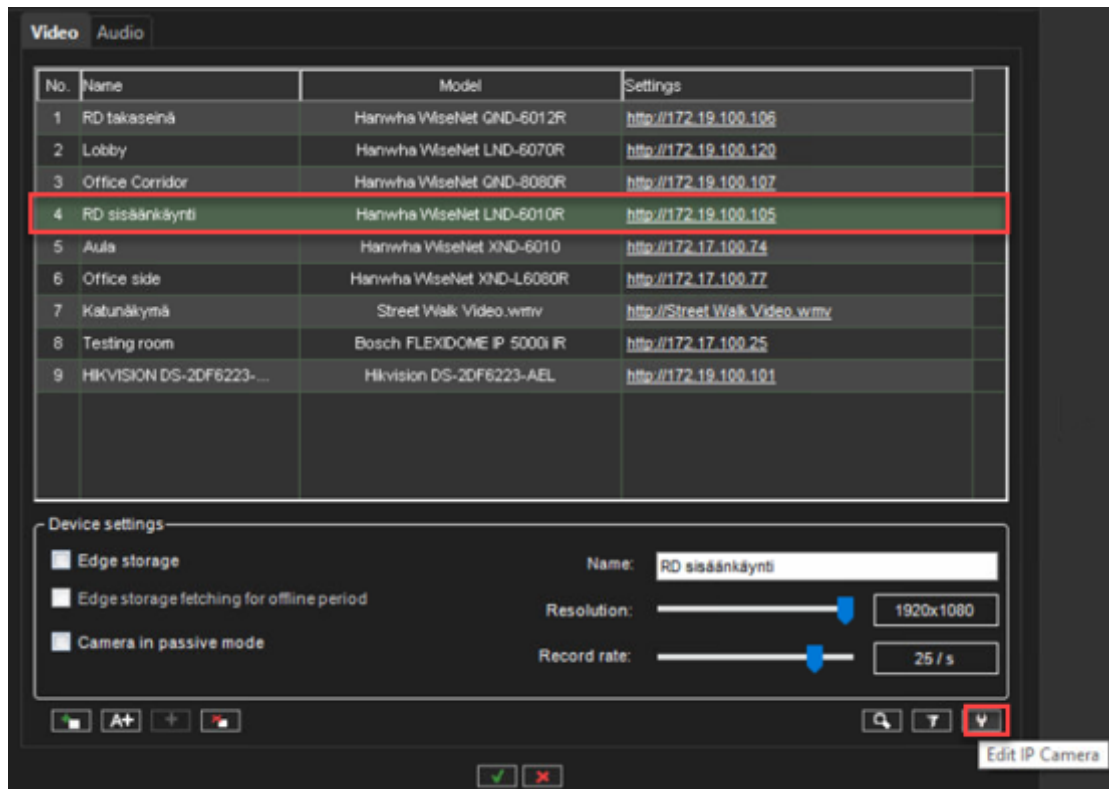 Video Audio
No. Name Model Settings
1 RD takaseinä Hanwha WiseNet QND-6012R http://172.19.100.106
2 Lobby Hanwha WiseNet LND-6070R http://172.19.100.120
3 Office Corridor Hanwha WiseNet QND-8080R http://172.19.100.107
4 RD sisäänkäynti Hanwha WiseNet LND-6010R http://172.19.100.105
5 Aula Hanwha WiseNet XND-6010 http://172.17.100.74
6 Office side Hanwha WiseNet XND-L6080R http://172.17.100.77
7 Katunäkymä Street Walk Video.wmv http://Street Walk Video.wmv
8 Testing room Bosch FLEXIDOME IP 5000i IR http://172.17.100.25
9 HIKVISION DS-2DF6223-... Hikvision DS-2DF6223-AEL http://172.19.100.101
Device settings
Edge storage
Name: RD sisäänkäynti
Edge storage fetching for offline period
Resolution: 1920x1080
Camera in passive mode
Record rate: 25 / s
A+
Edit IP Camera